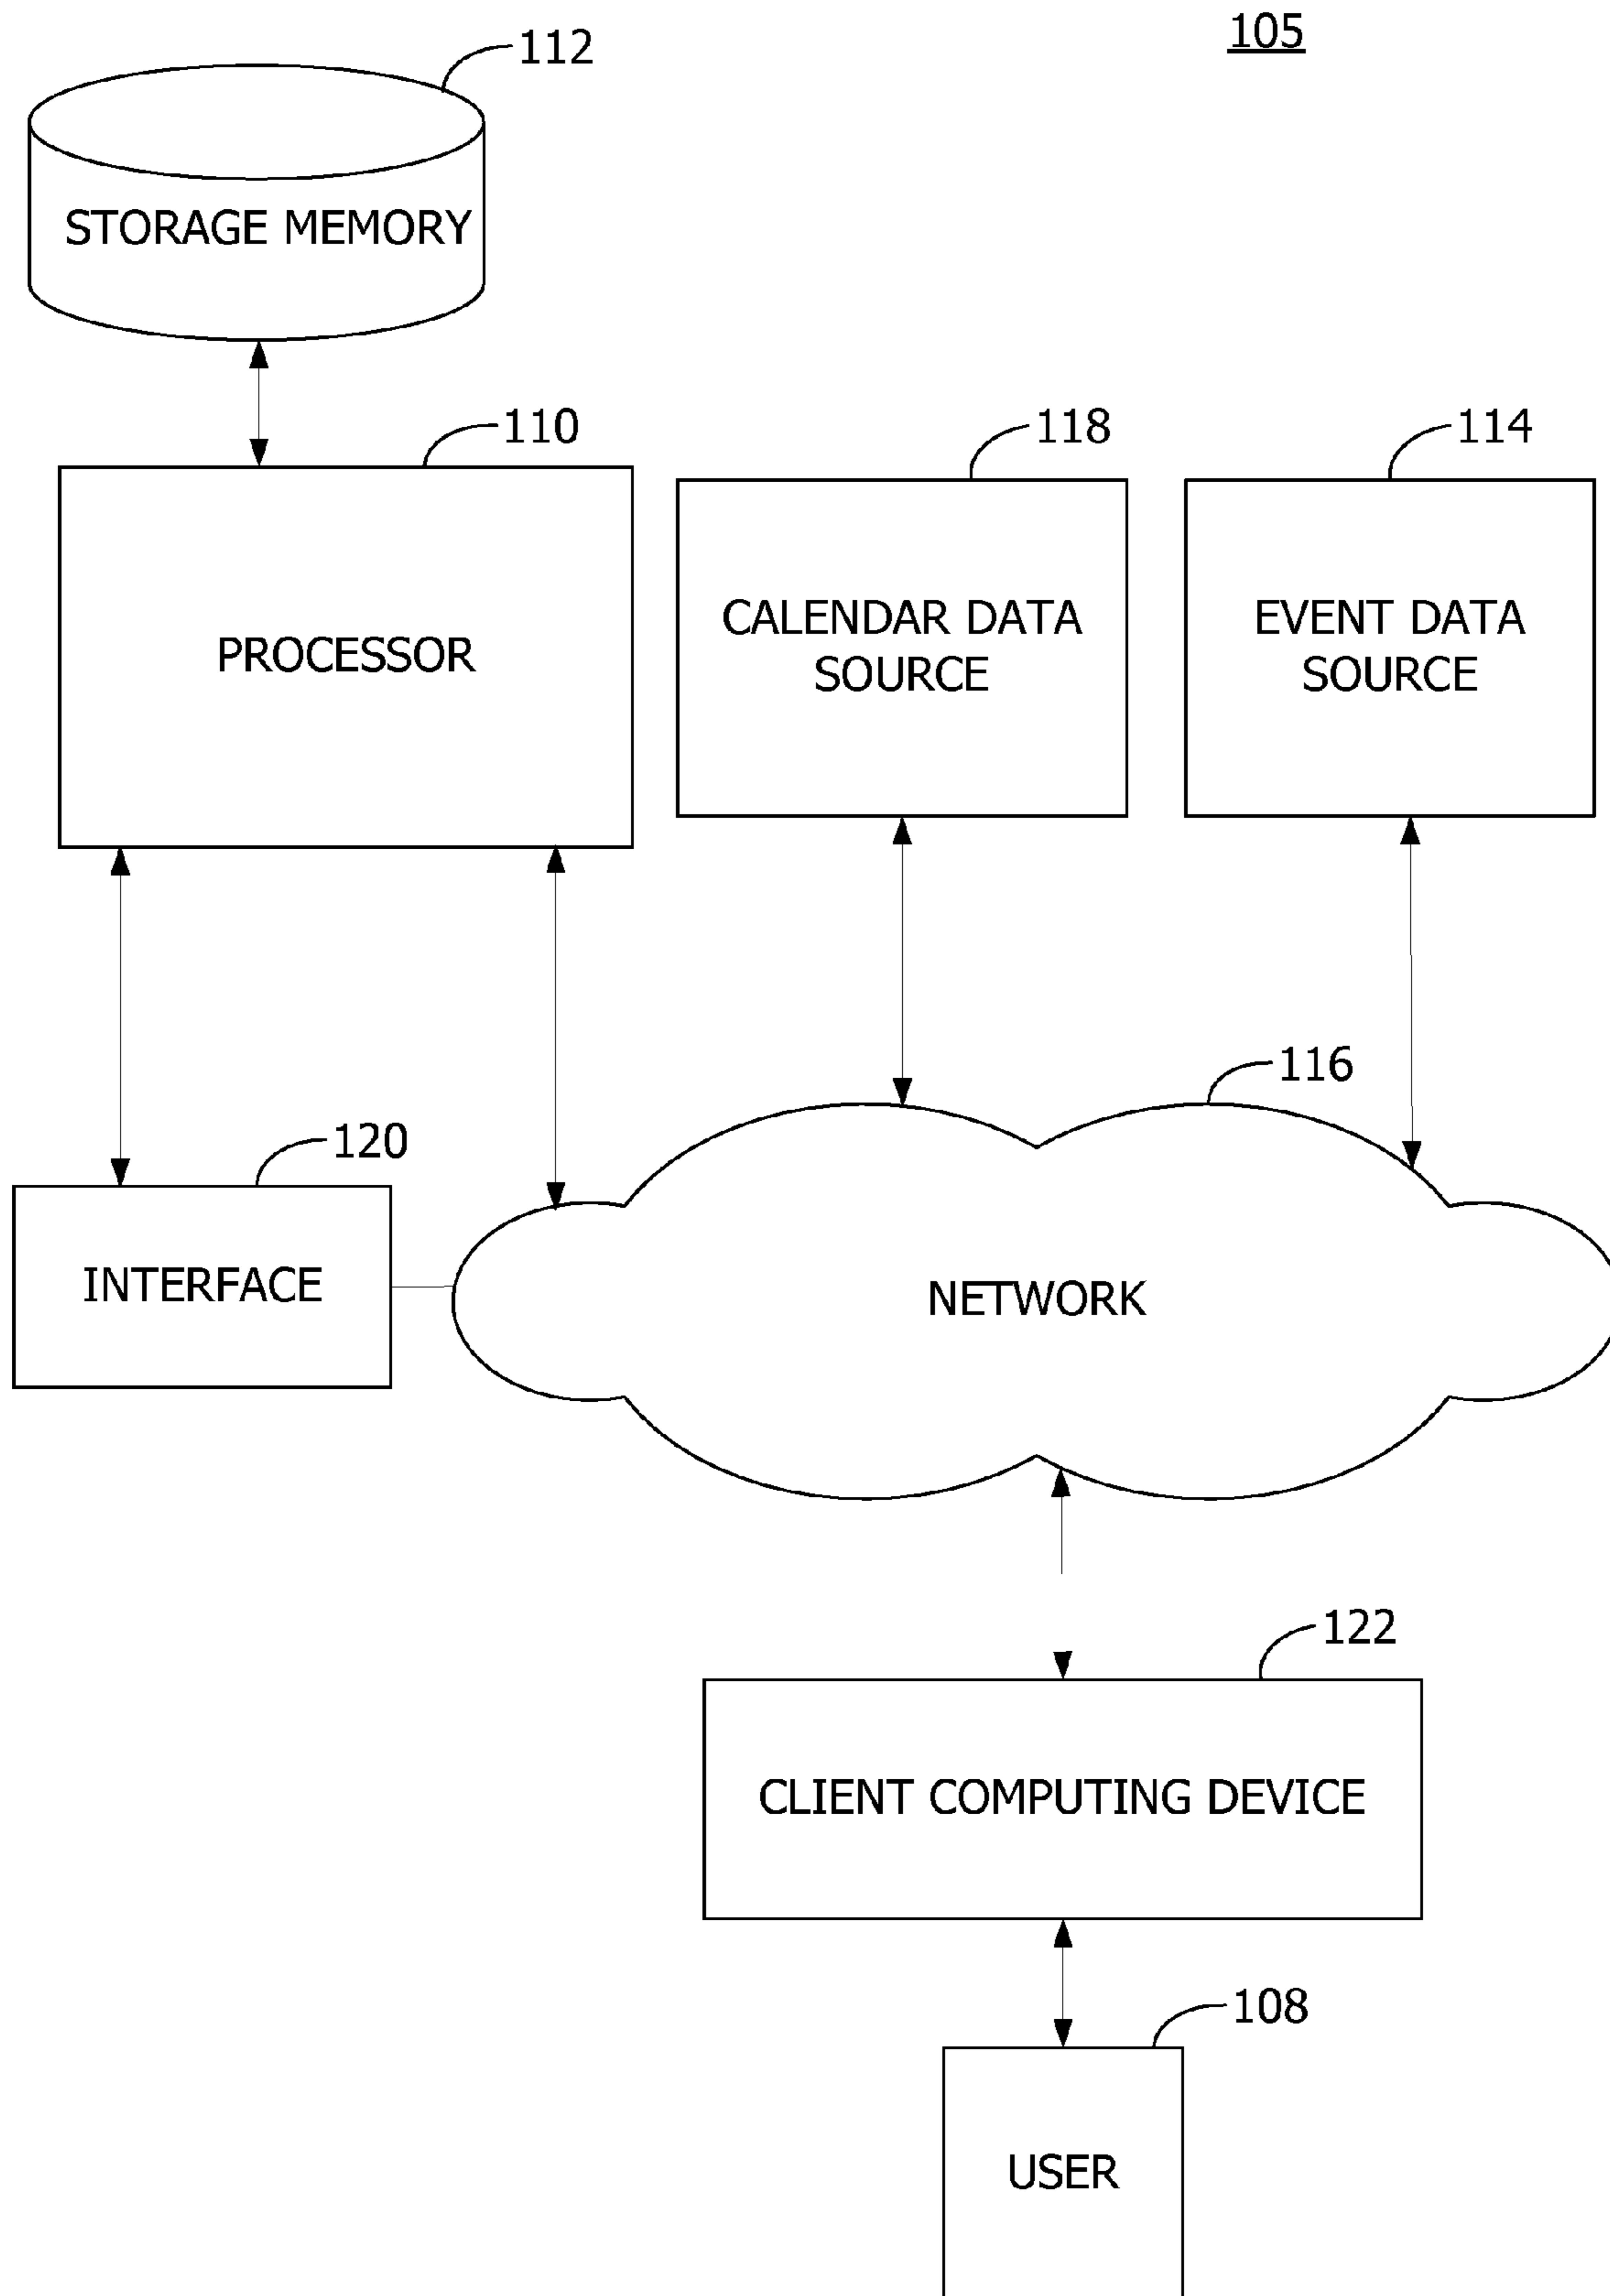 105
112
STORAGE MEMORY
110
118
114
PROCESSOR
CALENDAR DATA
SOURCE
EVENT DATA
SOURCE
116
120
INTERFACE
NETWORK
122
CLIENT COMPUTING DEVICE
108
USER